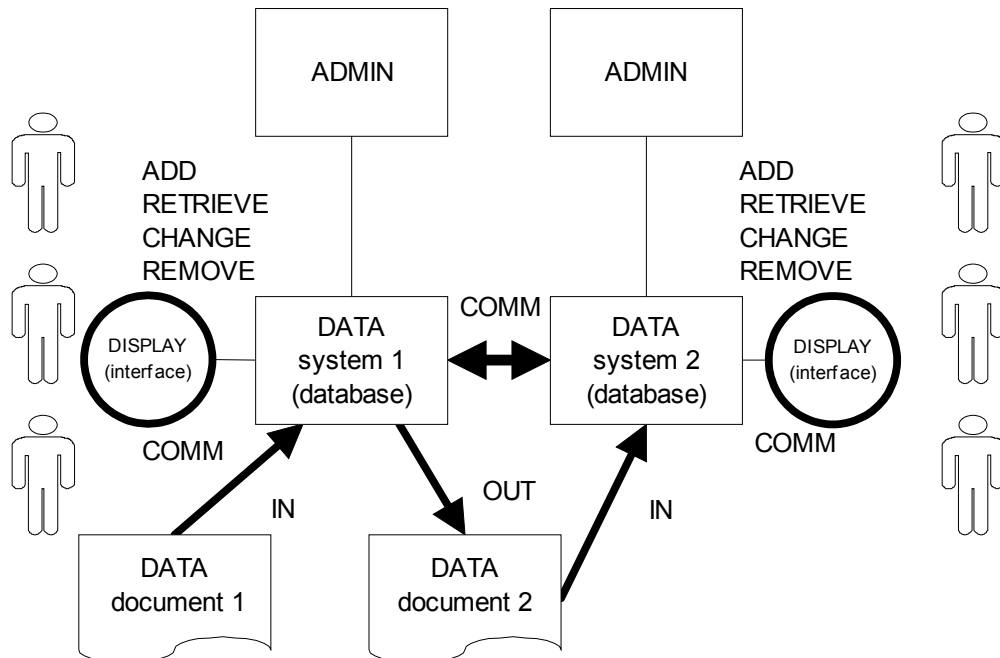 ADMIN
ADMIN
ADD
RETRIEVE
CHANGE
REMOVE
ADD
RETRIEVE
CHANGE
REMOVE
DISPLAY
(interface)
DATA
system 1
(database)
COMM
DATA
system 2
(database)
DISPLAY
(interface)
COMM
COMM
IN
OUT
IN
DATA
document 1
DATA
document 2